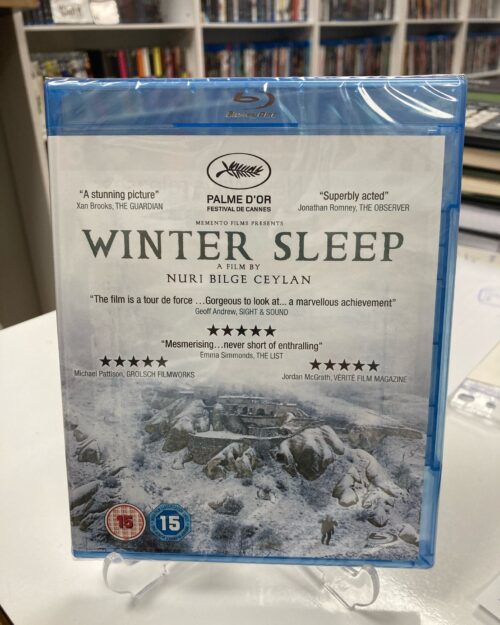 Blu-ray Disc
"A stunning picture"
Xan Brooks, THE GUARDIAN
PALME D'OR
FESTIVAL DE CANNES
"Superbly acted"
Jonathan Romney, THE OBSERVER
MEMENTO FILMS PRESENTS
WINTER SLEEP
A FILM BY
NURI BILGE CEYLAN
"The film is a tour de force ...Gorgeous to look at... a marvellous achievement"
Geoff Andrew, SIGHT & SOUND
"Mesmerising...never short of enthralling"
Emma Simmonds, THE LIST
Michael Pattison, GROLSCH FILMWORKS
Jordan McGrath, VÉRITÉ FILM MAGAZINE
15
15